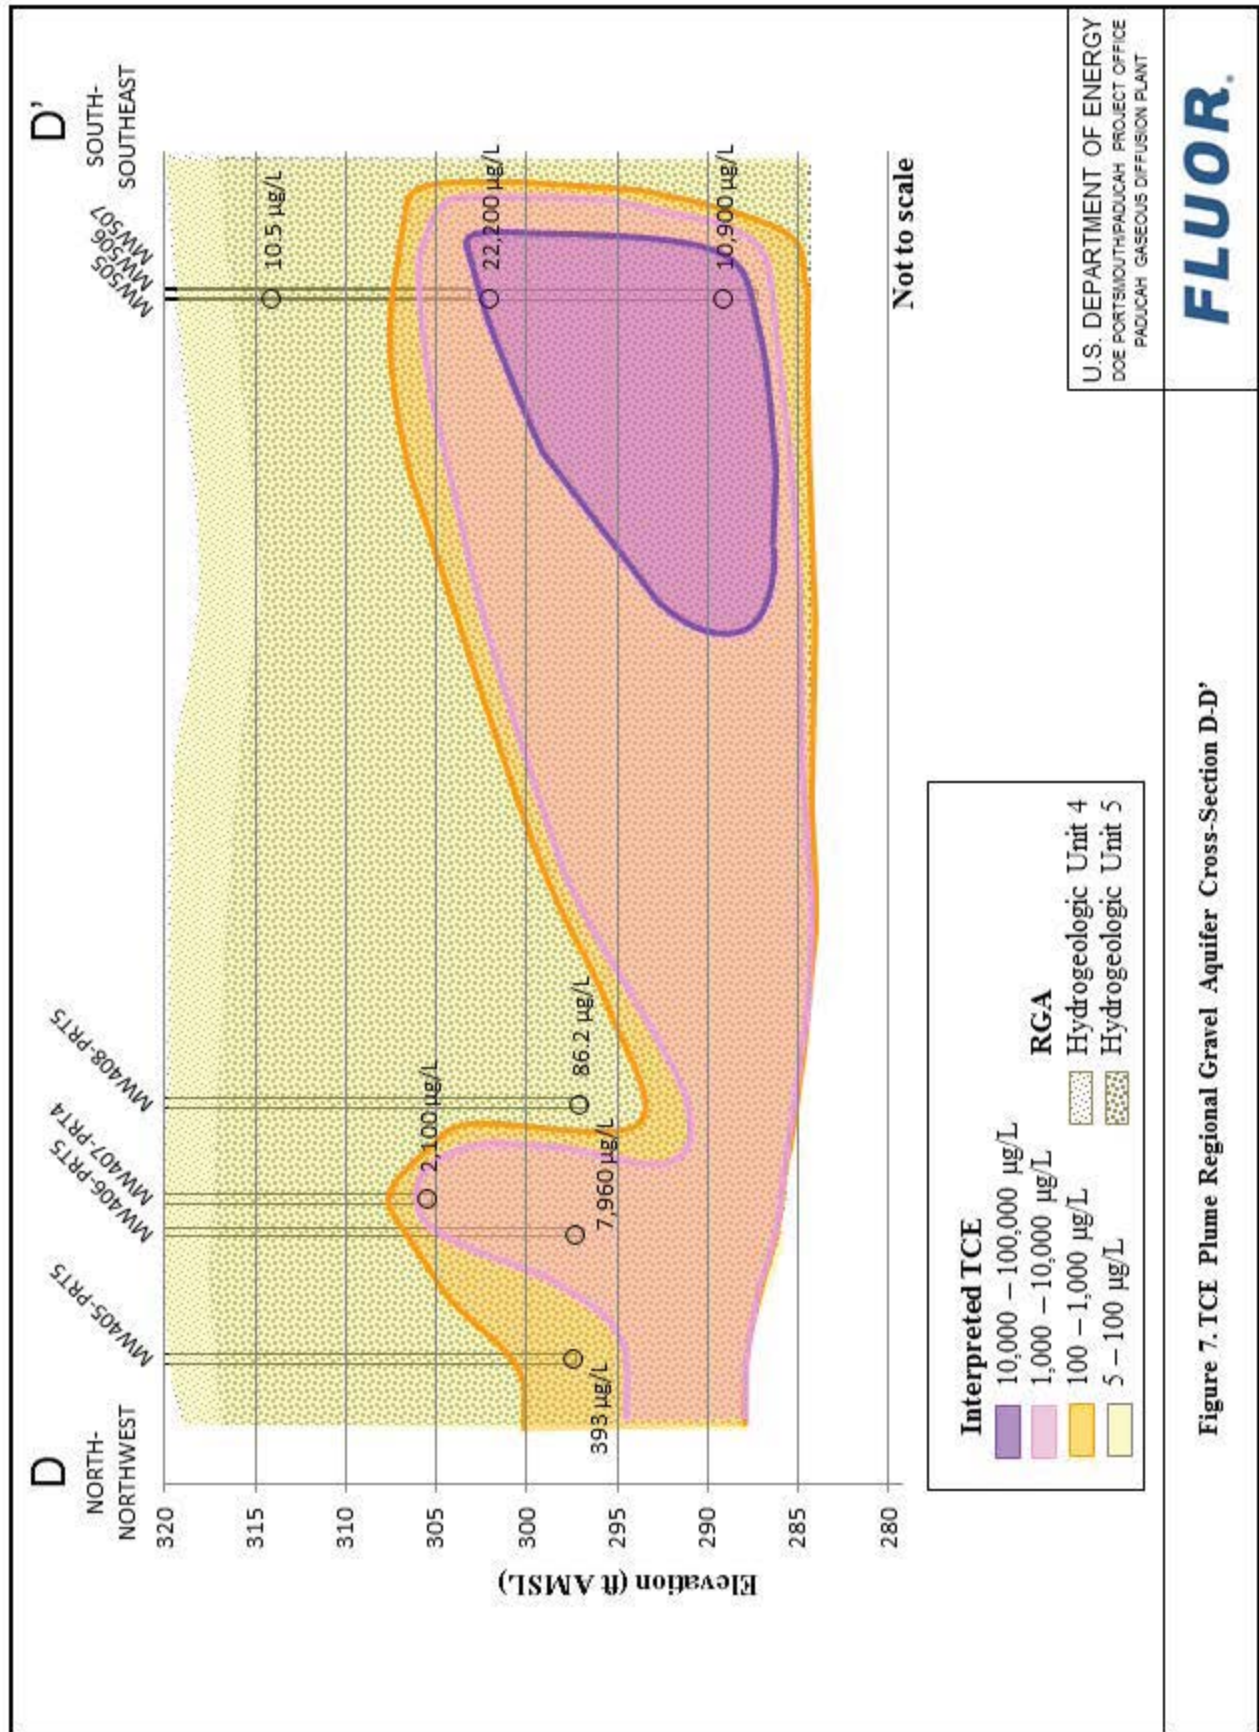 D
NORTH-
NORTHWEST
MW405-PRT5
MW406-PRT5
MW407-PRT4
MW408-PRT5
MW505
MW506
MW507
D'
SOUTH-
SOUTHEAST
320
315
310
305
300
295
290
285
280
Elevation (ft AMSL)
10.5 µg/L
2,100 µg/L
22,200 µg/L
86.2 µg/L
393 µg/L
7,960 µg/L
10,900 µg/L
Not to scale
Interpreted TCE
10,000 – 100,000 µg/L
1,000 – 10,000 µg/L
100 – 1,000 µg/L
5 – 100 µg/L
RGA
Hydrogeologic Unit 4
Hydrogeologic Unit 5
U.S. DEPARTMENT OF ENERGY
DOE PORTSMOUTH/PADUCAH PROJECT OFFICE
PADUCAH GASEOUS DIFFUSION PLANT
FLUOR®
Figure 7. TCE Plume Regional Gravel Aquifer Cross-Section D-D'